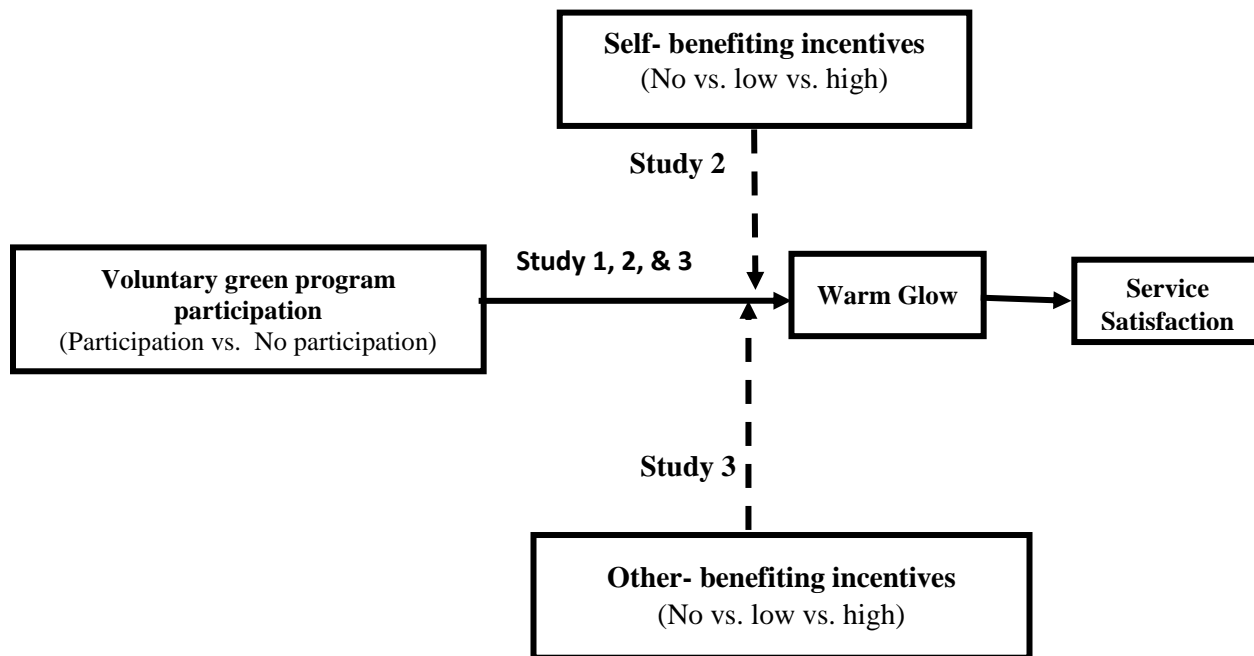 Self- benefiting incentives
(No vs. low vs. high)
Study 2
Voluntary green program
participation
(Participation vs.  No participation)
Study 1, 2, & 3
Warm Glow
Service
Satisfaction
Study 3
Other- benefiting incentives
(No vs. low vs. high)